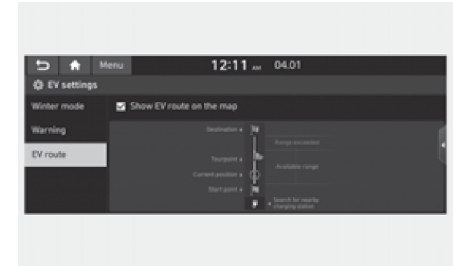 Menu 12:11 AM 04.01
EV settings
Winter mode
Show EV route on the map
Warning
EV route
Destination
Range exceeded
Tourpoint
Available range
Current position
Start point
Search for nearby
charging station